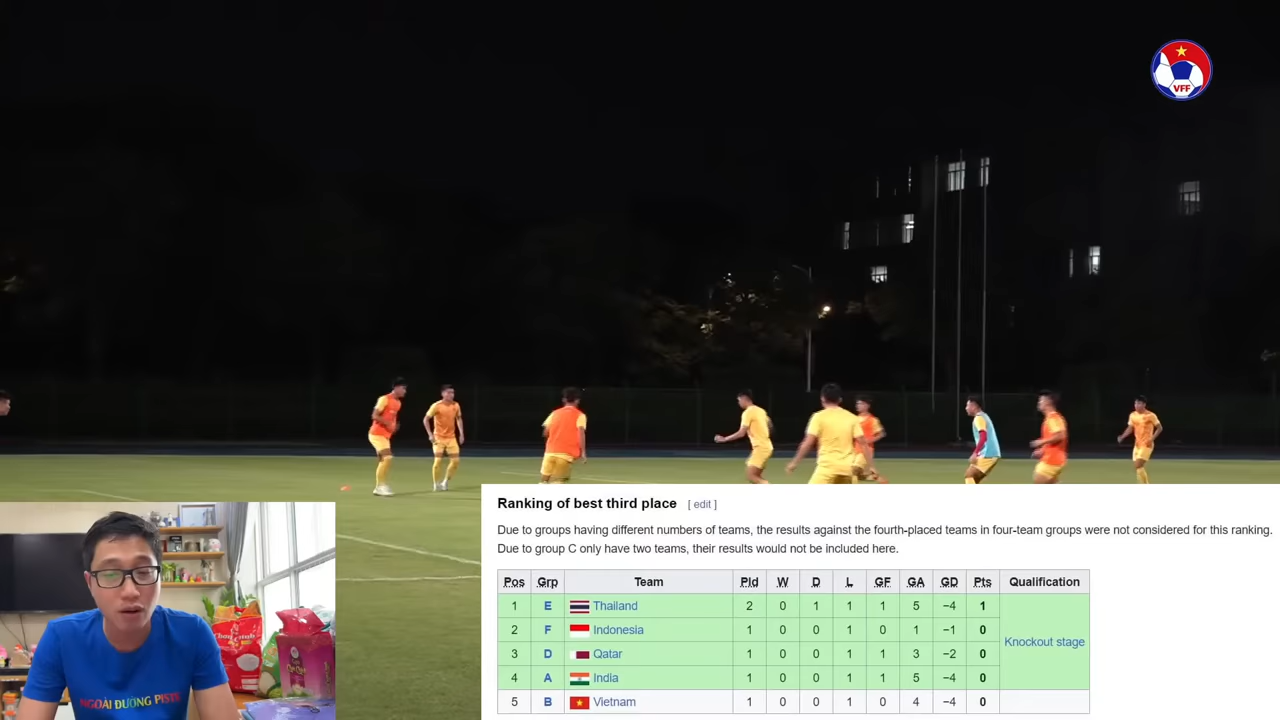 VFF
Ranking of best third place [ edit ]
Due to groups having different numbers of teams, the results against the fourth-placed teams in four-team groups were not considered for this ranking.
Due to group C only have two teams, their results would not be included here.
Pos Grp Team Pld W D L GF GA GD Pts Qualification
1 E Thailand 2 0 1 1 1 5 −4 1
2 F Indonesia 1 0 0 1 0 1 −1 0
Knockout stage
3 D Qatar 1 0 0 1 1 3 −2 0
4 A India 1 0 0 1 1 5 −4 0
5 B Vietnam 1 0 0 1 0 4 −4 0
NGOÀI ĐƯỜNG PISTE